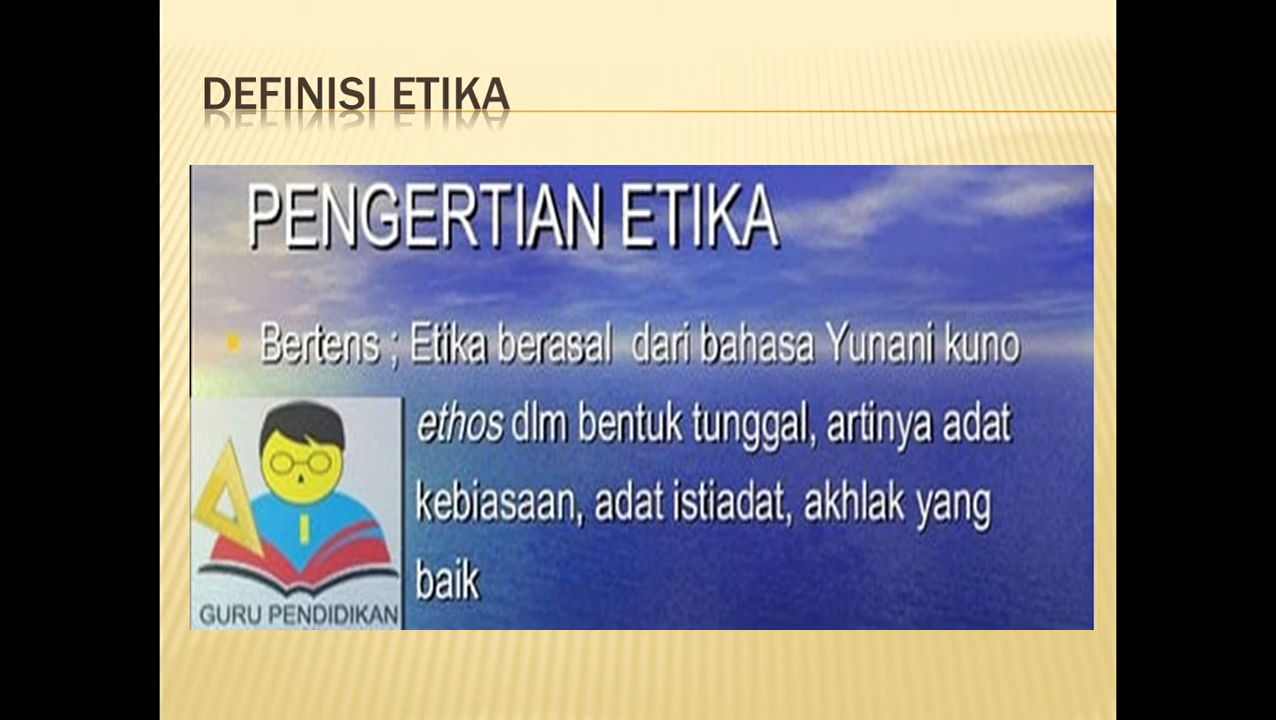 DEFINISI ETIKA
PENGERTIAN ETIKA
• Bertens ; Etika berasal dari bahasa Yunani kuno
ethos dlm bentuk tunggal, artinya adat
kebiasaan, adat istiadat, akhlak yang
baik
GURU PENDIDIKAN